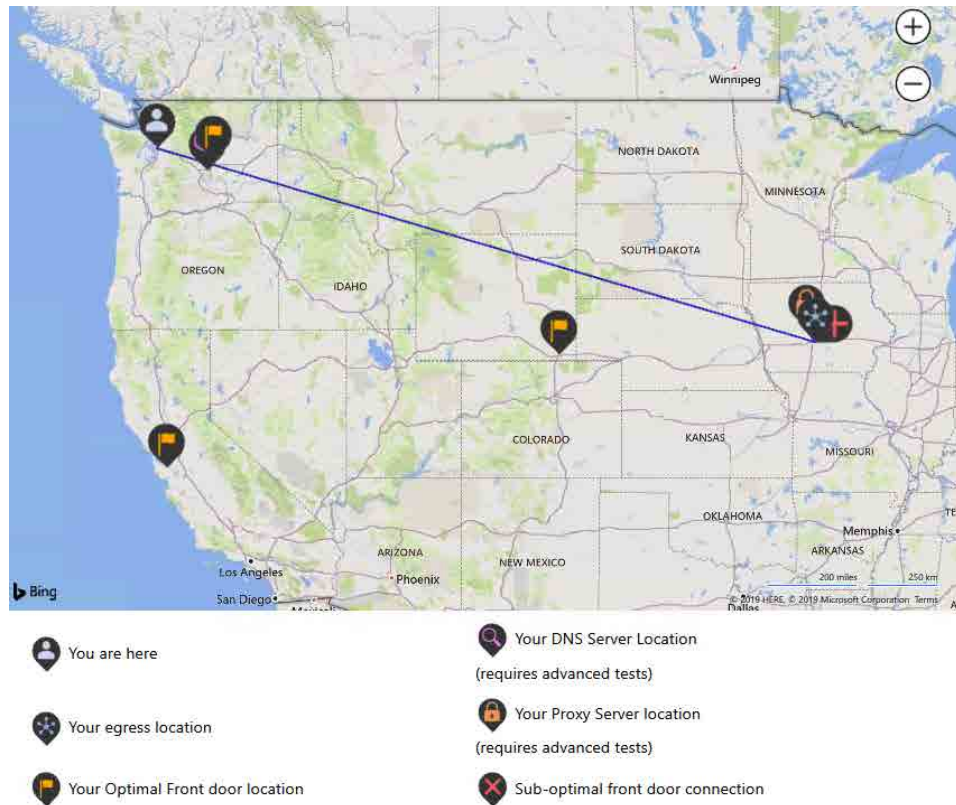 Winnipeg
NORTH DAKOTA
MINNESOTA
SOUTH DAKOTA
OREGON
IDAHO
COLORADO
KANSAS
MISSOURI
OKLAHOMA
Memphis
ARKANSAS
ARIZONA
NEW MEXICO
Los Angeles
Phoenix
200 miles 250 km
Bing
San Diego
© 2019 HERE, © 2019 Microsoft Corporation Terms
You are here
Your DNS Server Location
(requires advanced tests)
Your egress location
Your Proxy Server location
(requires advanced tests)
Your Optimal Front door location
Sub-optimal front door connection